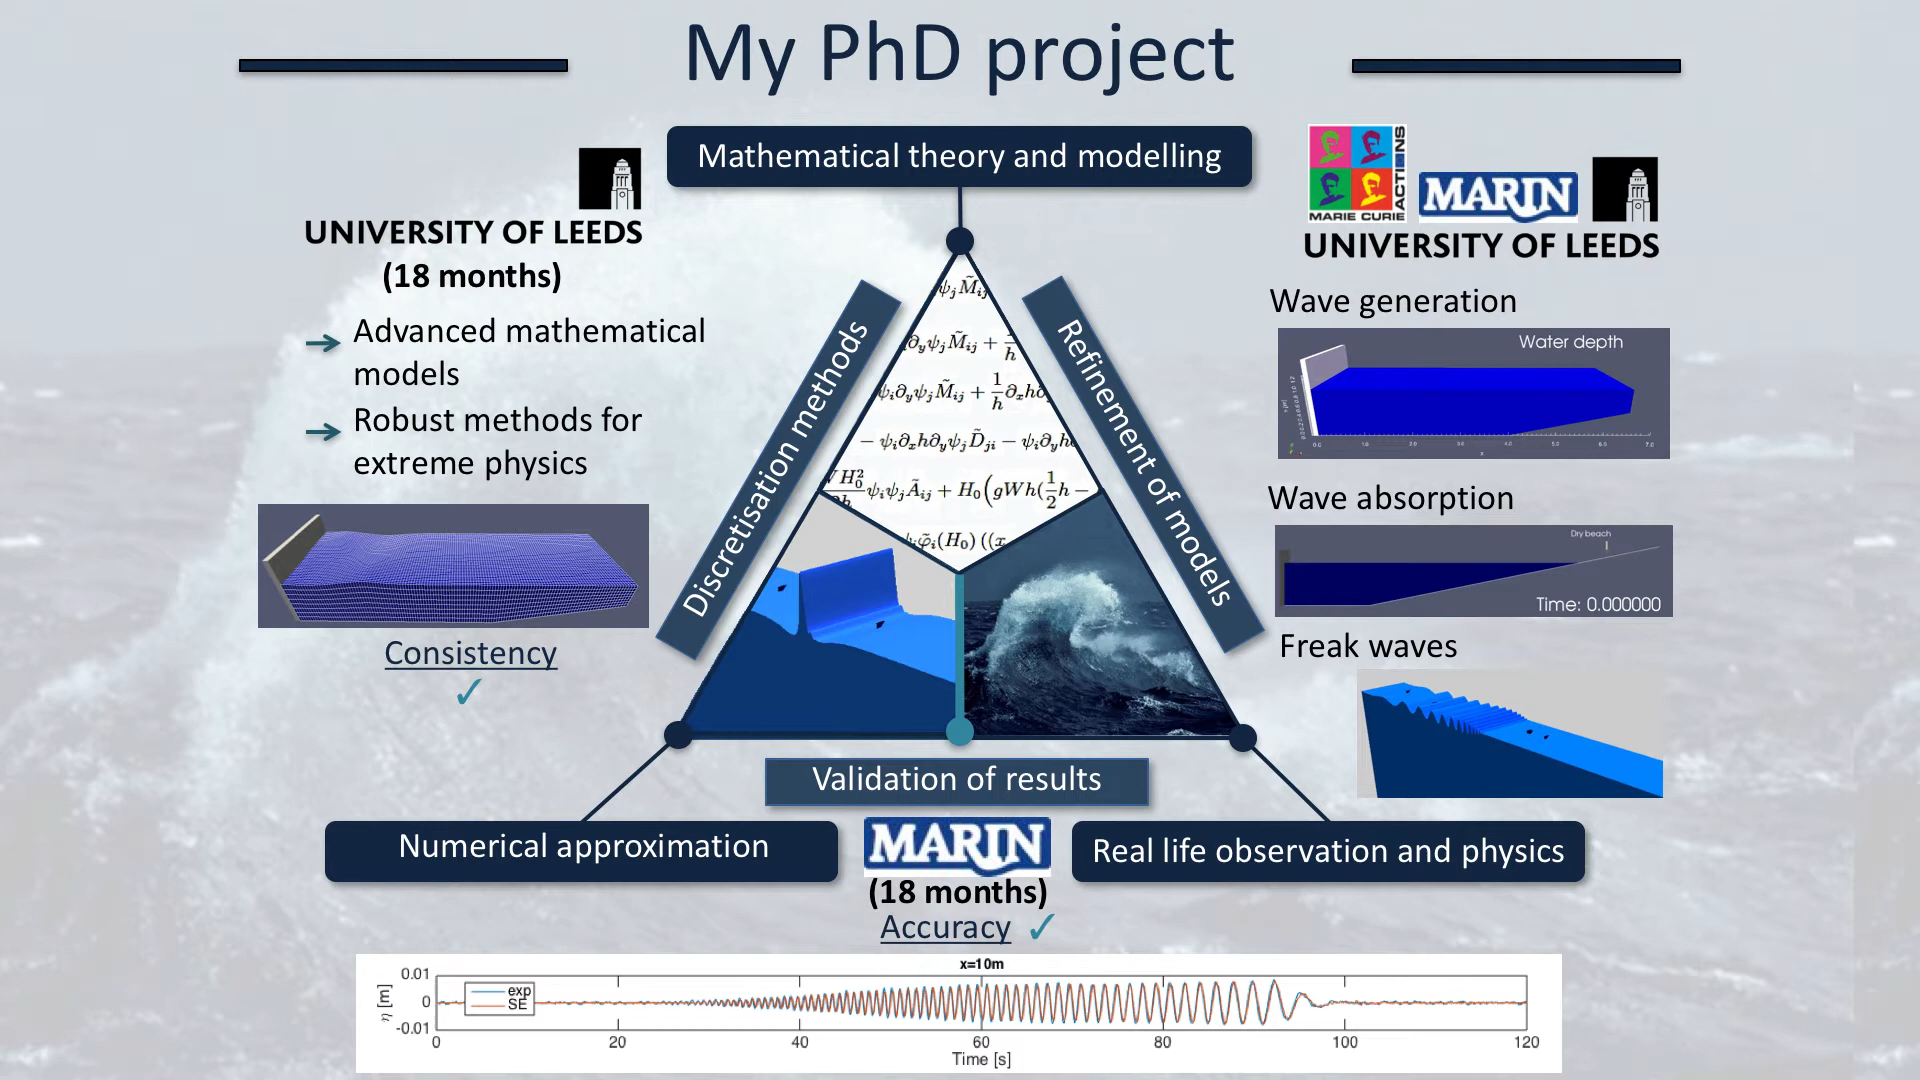 My PhD project
Mathematical theory and modelling
UNIVERSITY OF LEEDS
(18 months)
Advanced mathematical
models
Robust methods for
extreme physics
Consistency
✓
Discretisation methods
Refinement of models
MARIE CURIE
ACTIONS
MARIN
UNIVERSITY OF LEEDS
Wave generation
Water depth
Wave absorption
Dry beach
Time: 0.000000
Freak waves
Validation of results
Numerical approximation
MARIN
(18 months)
Accuracy ✓
Real life observation and physics
x=10m
0.01
0
-0.01
η [m]
exp
SE
0 20 40 60 80 100 120
Time [s]